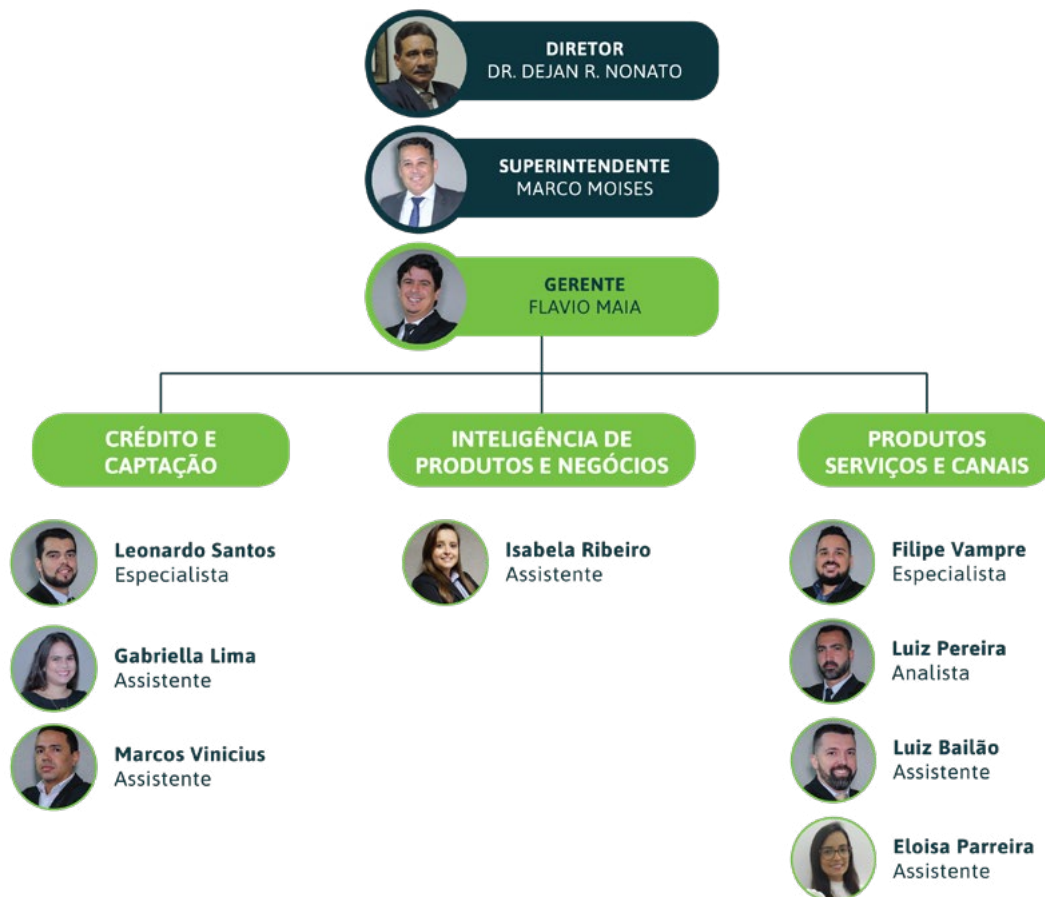 DIRETOR
DR. DEJAN R. NONATO
SUPERINTENDENTE
MARCO MOISES
GERENTE
FLAVIO MAIA
CRÉDITO E
CAPTAÇÃO
Leonardo Santos
Especialista
Gabriella Lima
Assistente
Marcos Vinicius
Assistente
INTELIGÊNCIA DE
PRODUTOS E NEGÓCIOS
Isabela Ribeiro
Assistente
PRODUTOS
SERVIÇOS E CANAIS
Filipe Vampre
Especialista
Luiz Pereira
Analista
Luiz Bailão
Assistente
Eloisa Parreira
Assistente